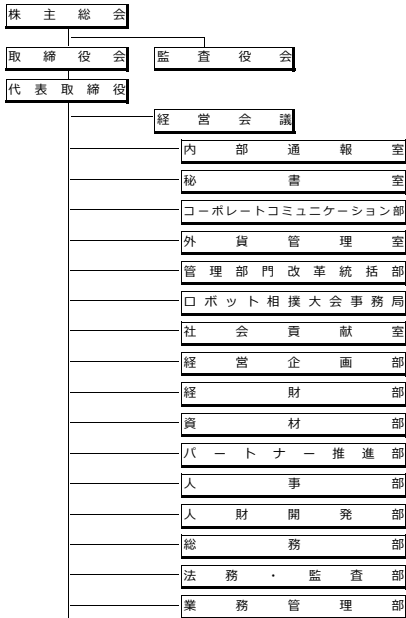 株主総会
取締役会
監査役会
代表取締役
経営会議
内部通報室
秘書室
コーポレートコミュニケーション部
外貨管理室
管理部門改革統括部
ロボット相撲大会事務局
社会貢献室
経営企画部
経財部
資材部
パートナー推進部
人事部
人財開発部
総務部
法務・監査部
業務管理部